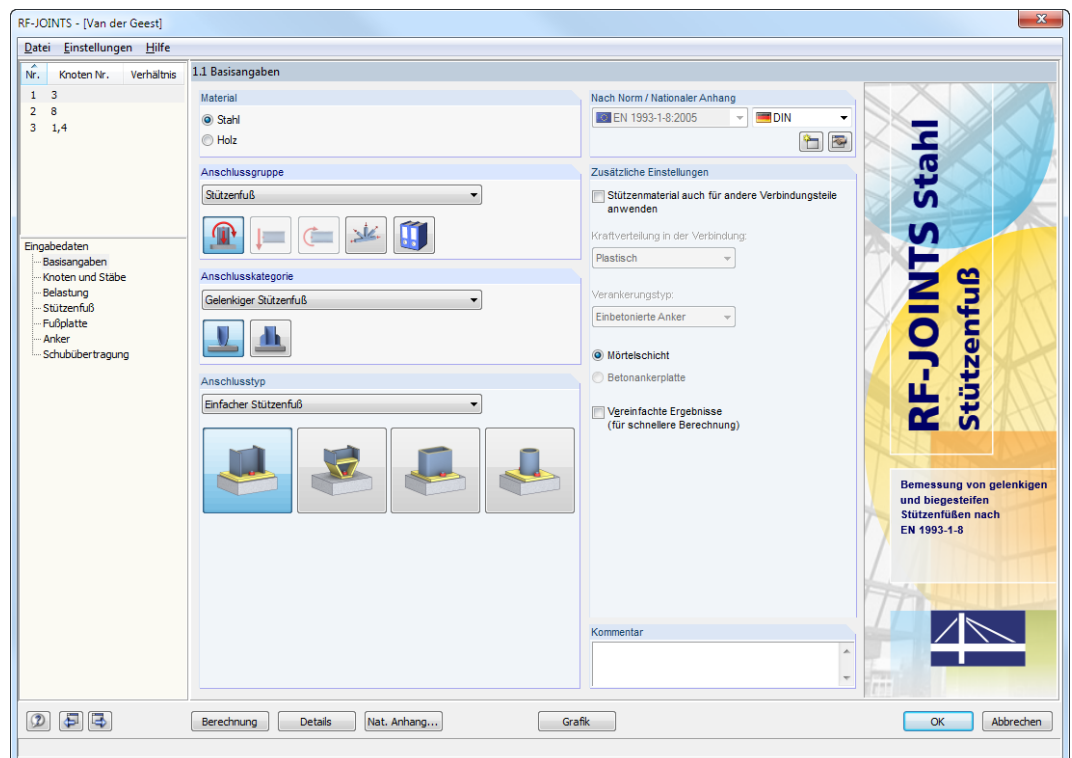 RF-JOINTS - [Van der Geest]
Datei Einstellungen Hilfe
Nr. Knoten Nr. Verhältnis
1 3
2 8
3 1,4
Eingabedaten
Basisangaben
Knoten und Stäbe
Belastung
Stützenfuß
Fußplatte
Anker
Schubübertragung
1.1 Basisangaben
Material
Stahl
Holz
Anschlussgruppe
Stützenfuß
Anschlusskategorie
Gelenkiger Stützenfuß
Anschlusstyp
Einfacher Stützenfuß
Nach Norm / Nationaler Anhang
EN 1993-1-8:2005
DIN
Zusätzliche Einstellungen
Stützenmaterial auch für andere Verbindungsteile
anwenden
Kraftverteilung in der Verbindung:
Plastisch
Verankerungstyp:
Einbetonierte Anker
Mörtelschicht
Betonankerplatte
Vereinfachte Ergebnisse
(für schnellere Berechnung)
Kommentar
RF-JOINTS Stahl
Stützenfuß
Bemessung von gelenkigen
und biegesteifen
Stützenfüßen nach
EN 1993-1-8
Berechnung
Details
Nat. Anhang...
Grafik
OK
Abbrechen